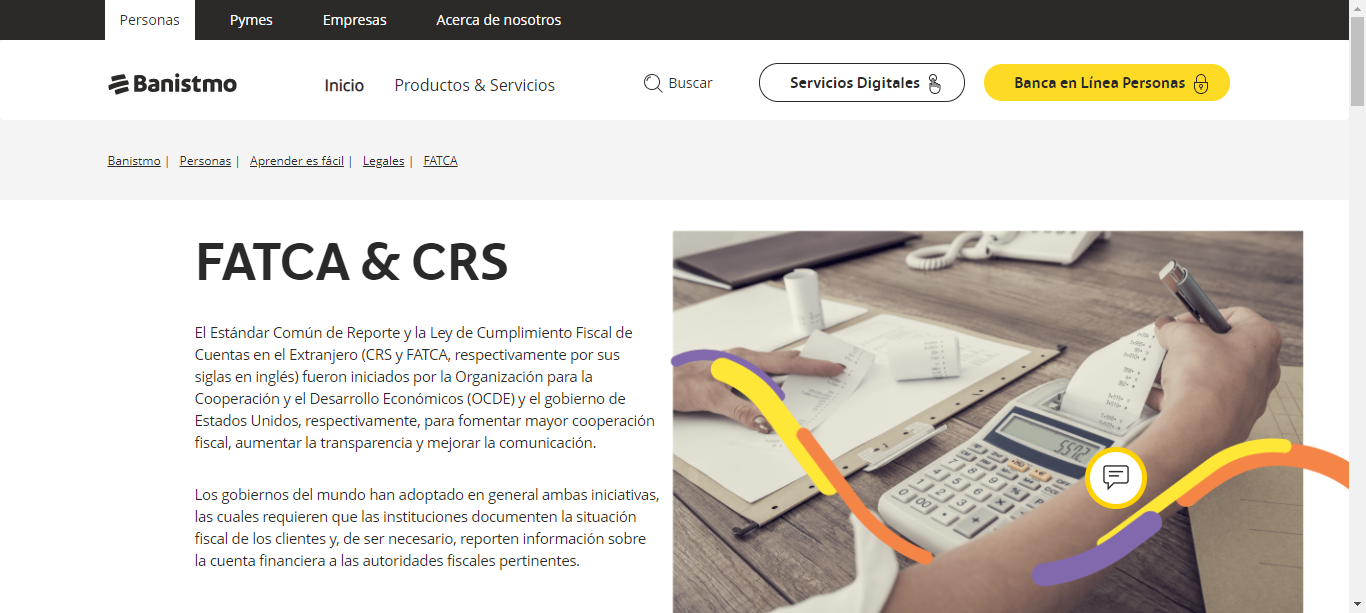 Personas Pymes Empresas Acerca de nosotros
Banistmo Inicio Productos & Servicios Buscar Servicios Digitales Banca en Línea Personas
Banistmo | Personas | Aprender es fácil | Legales | FATCA
FATCA & CRS
El Estándar Común de Reporte y la Ley de Cumplimiento Fiscal de
Cuentas en el Extranjero (CRS y FATCA, respectivamente por sus
siglas en inglés) fueron iniciados por la Organización para la
Cooperación y el Desarrollo Económicos (OCDE) y el gobierno de
Estados Unidos, respectivamente, para fomentar mayor cooperación
fiscal, aumentar la transparencia y mejorar la comunicación.
Los gobiernos del mundo han adoptado en general ambas iniciativas,
las cuales requieren que las instituciones documenten la situación
fiscal de los clientes y, de ser necesario, reporten información sobre
la cuenta financiera a las autoridades fiscales pertinentes.